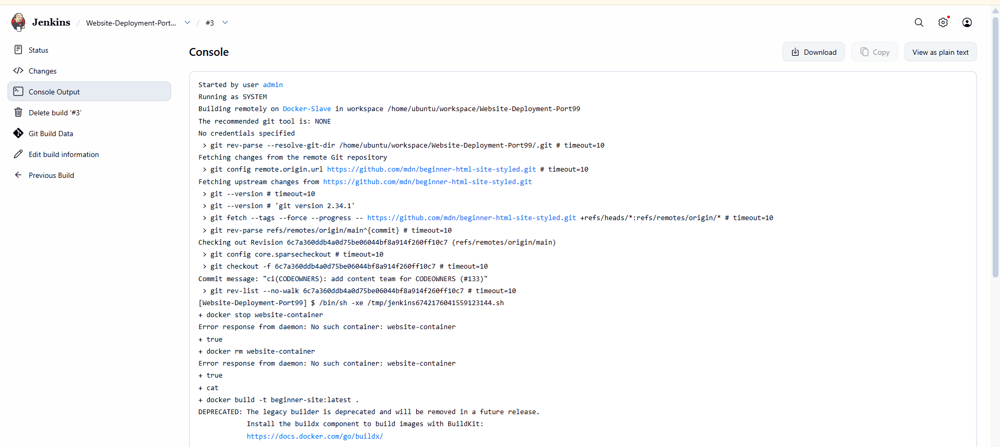 Jenkins / Website-Deployment-Port... / #3
Status
Changes
Console Output
Delete build ‘#3’
Git Build Data
Edit build information
Previous Build
Console
Download
Copy
View as plain text
Started by user admin
Running as SYSTEM
Building remotely on Docker-Slave in workspace /home/ubuntu/workspace/Website-Deployment-Port99
The recommended git tool is: NONE
No credentials specified
 > git rev-parse --resolve-git-dir /home/ubuntu/workspace/Website-Deployment-Port99/.git # timeout=10
Fetching changes from the remote Git repository
 > git config remote.origin.url https://github.com/mdn/beginner-html-site-styled.git # timeout=10
Fetching upstream changes from https://github.com/mdn/beginner-html-site-styled.git
 > git --version # timeout=10
 > git --version # 'git version 2.34.1'
 > git fetch --tags --force --progress -- https://github.com/mdn/beginner-html-site-styled.git +refs/heads/*:refs/remotes/origin/* # timeout=10
 > git rev-parse refs/remotes/origin/main^{commit} # timeout=10
Checking out Revision 6c7a360ddb4a0d75be06044bf8a914f260ff10c7 (refs/remotes/origin/main)
 > git config core.sparsecheckout # timeout=10
 > git checkout -f 6c7a360ddb4a0d75be06044bf8a914f260ff10c7 # timeout=10
Commit message: "ci(CODEOWNERS): add content team for CODEOWNERS (#133)"
 > git rev-list --no-walk 6c7a360ddb4a0d75be06044bf8a914f260ff10c7 # timeout=10
[Website-Deployment-Port99] $ /bin/sh -xe /tmp/jenkins6742176041559123144.sh
+ docker stop website-container
Error response from daemon: No such container: website-container
+ true
+ docker rm website-container
Error response from daemon: No such container: website-container
+ true
+ cat
+ docker build -t beginner-site:latest .
DEPRECATED: The legacy builder is deprecated and will be removed in a future release.
            Install the buildx component to build images with BuildKit:
            https://docs.docker.com/go/buildx/